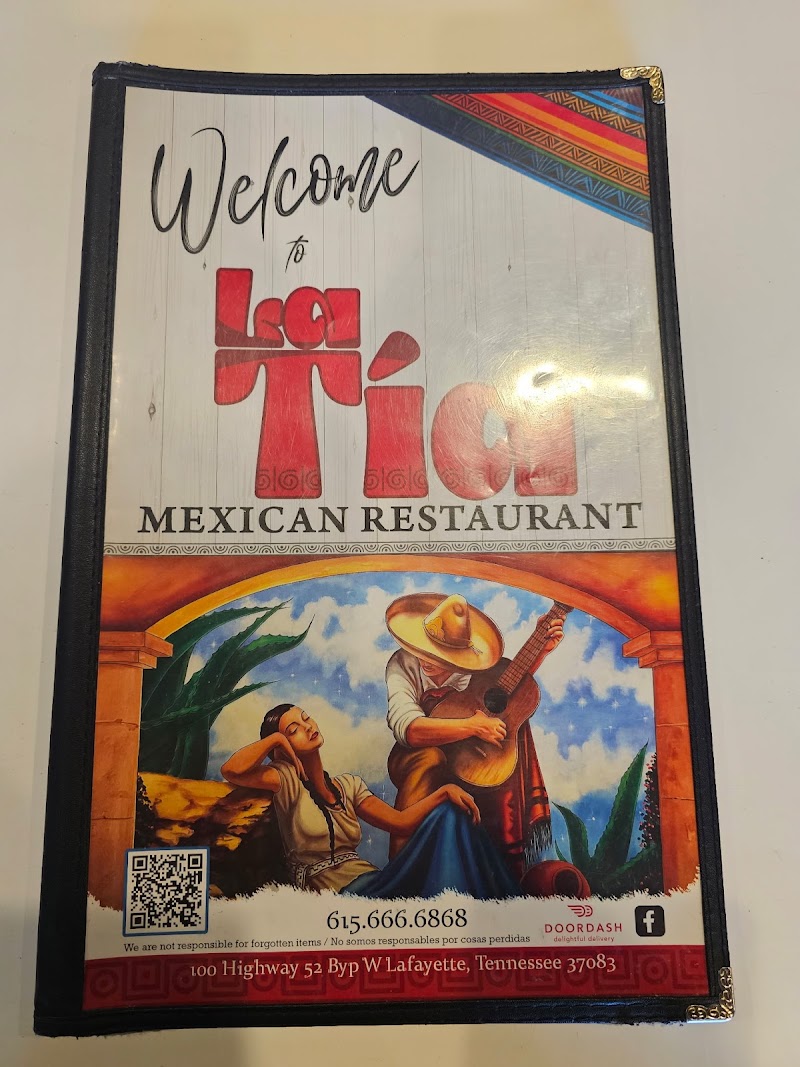 Welcome
to
La
Tía
MEXICAN RESTAURANT
615.666.6868
DOORDASH
delightful delivery
f
We are not responsible for forgotten items / No somos responsables por cosas perdidas
100 Highway 52 Byp W Lafayette, Tennessee 37083